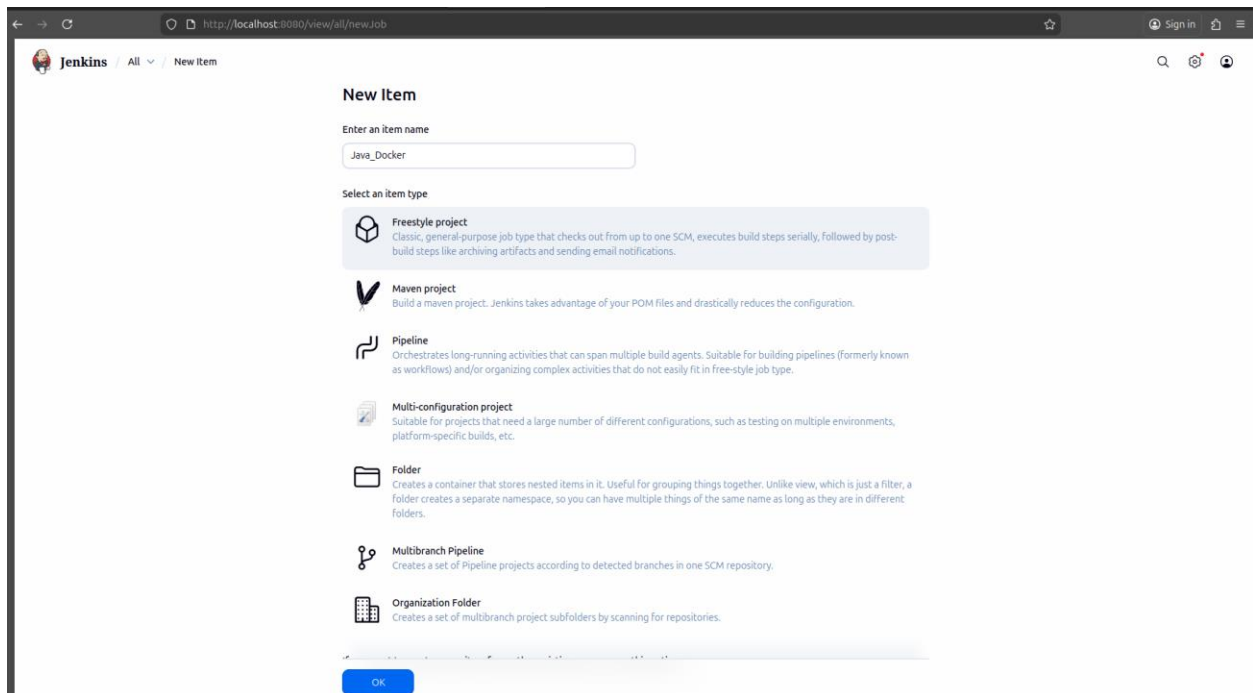 http://localhost:8080/view/all/newJob
Sign in
Jenkins / All / New Item
New Item
Enter an item name
Java_Docker
Select an item type
Freestyle project
Classic, general-purpose job type that checks out from up to one SCM, executes build steps serially, followed by post-
build steps like archiving artifacts and sending email notifications.
Maven project
Build a maven project. Jenkins takes advantage of your POM files and drastically reduces the configuration.
Pipeline
Orchestrates long-running activities that can span multiple build agents. Suitable for building pipelines (formerly known
as workflows) and/or organizing complex activities that do not easily fit in free-style job type.
Multi-configuration project
Suitable for projects that need a large number of different configurations, such as testing on multiple environments,
platform-specific builds, etc.
Folder
Creates a container that stores nested items in it. Useful for grouping things together. Unlike view, which is just a filter, a
folder creates a separate namespace, so you can have multiple things of the same name as long as they are in different
folders.
Multibranch Pipeline
Creates a set of Pipeline projects according to detected branches in one SCM repository.
Organization Folder
Creates a set of multibranch project subfolders by scanning for repositories.
OK